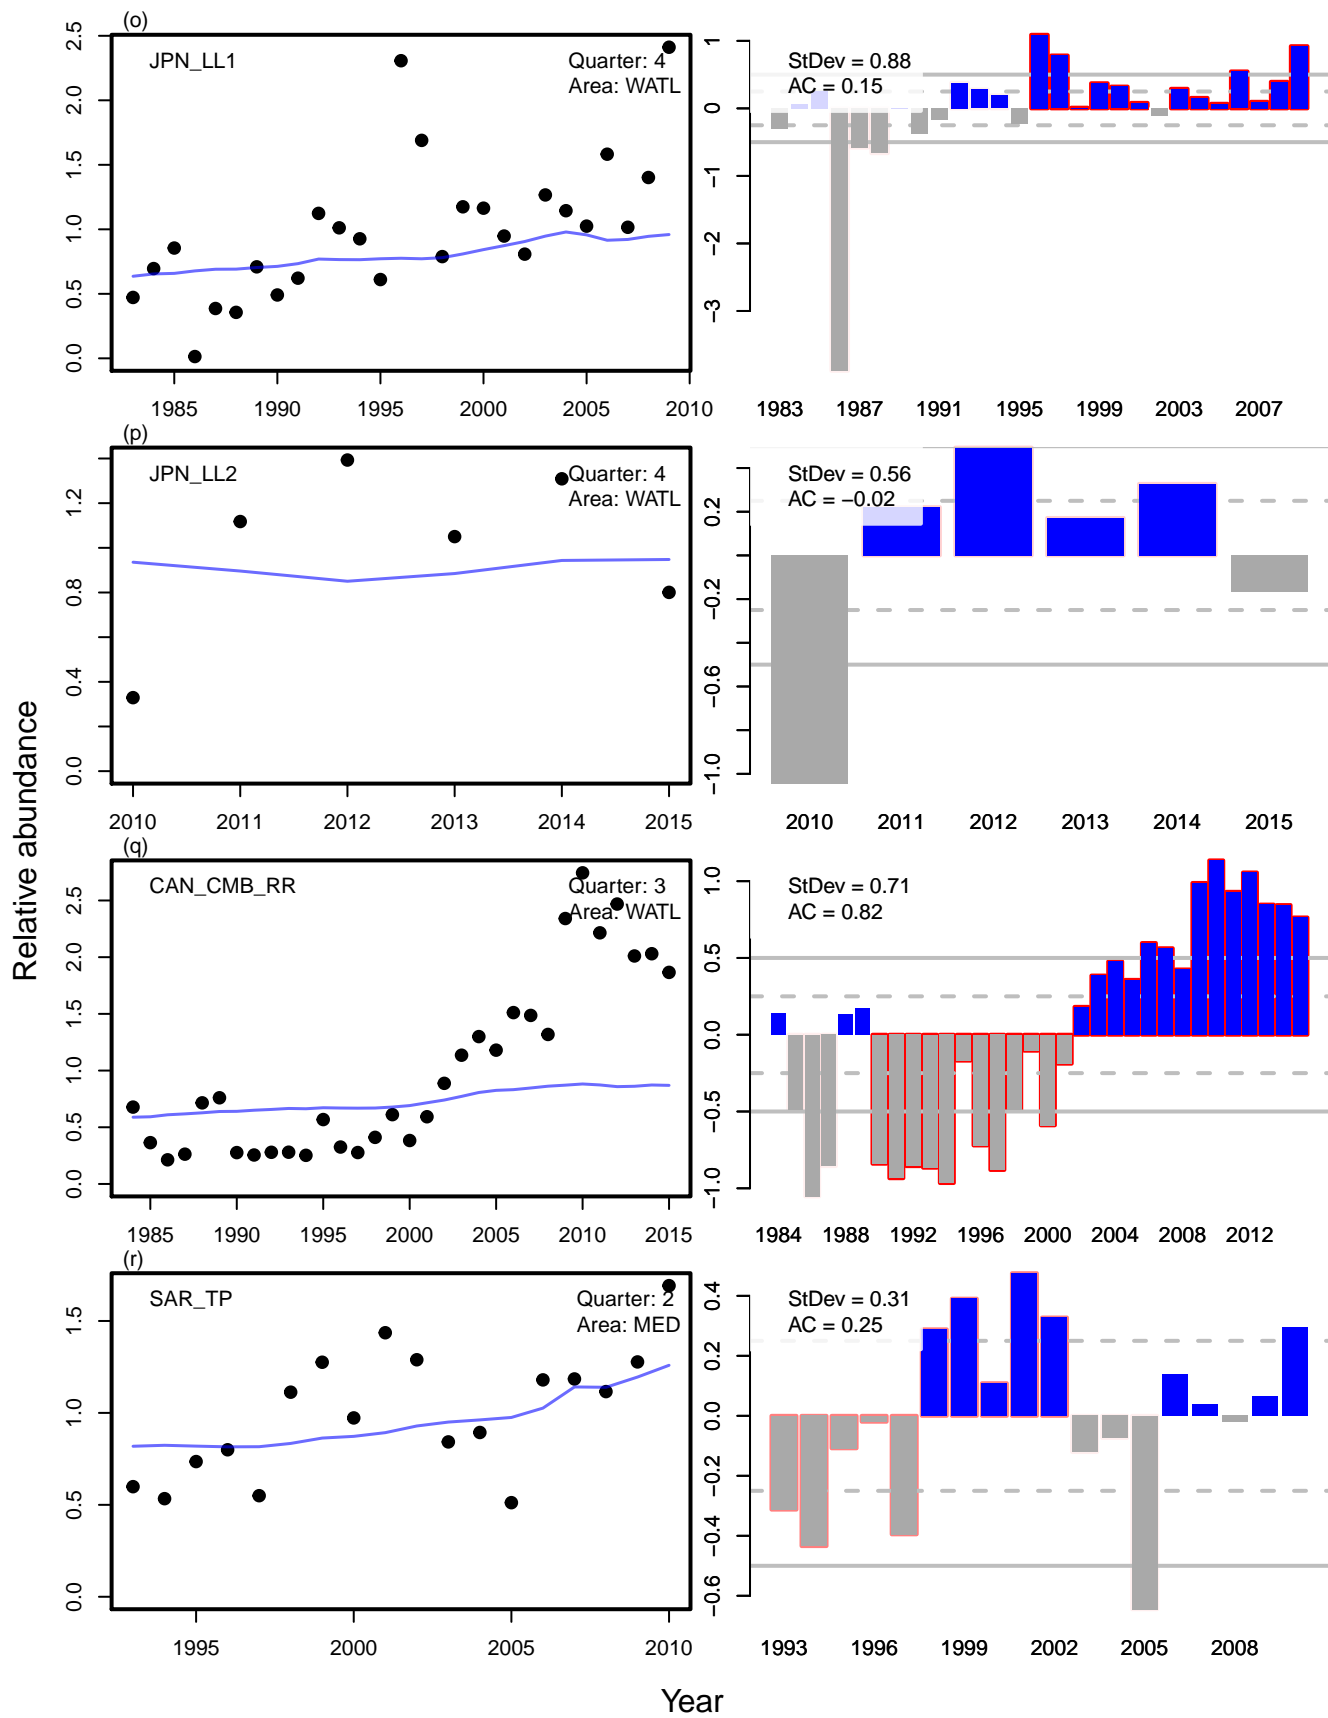 (o)
JPN_LL1
Quarter: 4
Area: WATL
2.5
2.0
1.5
1.0
0.5
0.0
1985 1990 1995 2000 2005 2010
StDev = 0.88
AC = 0.15
1
0
−1
−2
−3
1983 1987 1991 1995 1999 2003 2007
(p)
JPN_LL2
Quarter: 4
Area: WATL
1.2
0.8
0.4
0.0
2010 2011 2012 2013 2014 2015
StDev = 0.56
AC = −0.02
0.2
−0.2
−0.6
−1.0
2010 2011 2012 2013 2014 2015
Relative abundance
(q)
CAN_CMB_RR
Quarter: 3
Area: WATL
2.5
2.0
1.5
1.0
0.5
0.0
1985 1990 1995 2000 2005 2010 2015
StDev = 0.71
AC = 0.82
1.0
0.5
0.0
−0.5
−1.0
1984 1988 1992 1996 2000 2004 2008 2012
(r)
SAR_TP
Quarter: 2
Area: MED
1.5
1.0
0.5
0.0
1995 2000 2005 2010
StDev = 0.31
AC = 0.25
0.4
0.2
0.0
−0.2
−0.4
−0.6
1993 1996 1999 2002 2005 2008
Year